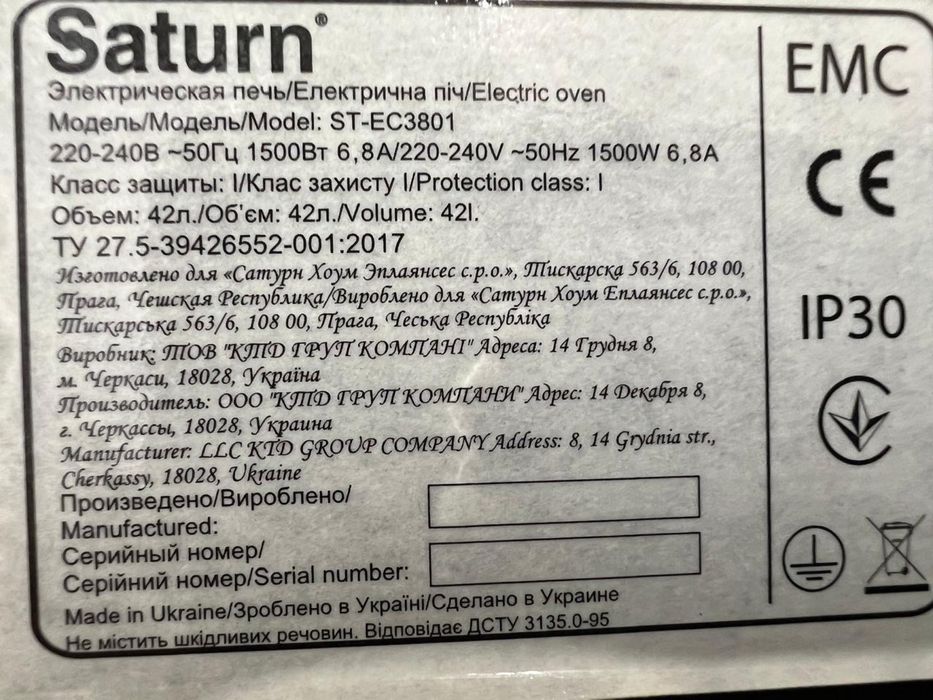 Saturn®
Электрическая печь/Електрична піч/Electric oven
Модель/Модель/Model: ST-EC3801
220-240В ~50Гц 1500Вт 6,8А/220-240V ~50Hz 1500W 6,8A
Класс защиты: I/Клас захисту I/Protection class: I
Объем: 42л./Об'єм: 42л./Volume: 42l.
ТУ 27.5-39426552-001:2017
Изготовлено для «Сатурн Хоум Эплаянсес с.р.о.», Тискарска 563/6, 108 00,
Прага, Чешская Республика/Вироблено для «Сатурн Хоум Еплаянсес с.р.о.»,
Тискарська 563/6, 108 00, Прага, Чеська Республіка
Виробник: ТОВ "КТД ГРУП КОМПАНІ" Адреса: 14 Грудня 8,
м. Черкаси, 18028, Україна
Производитель: ООО "КТД ГРУП КОМПАНИ" Адрес: 14 Декабря 8,
г. Черкассы, 18028, Украина
Manufacturer: LLC KTD GROUP COMPANY Address: 8, 14 Grydnia str.,
Cherkassy, 18028, Ukraine
Произведено/Вироблено/
Manufactured:
Серийный номер/
Серійний номер/Serial number:
Made in Ukraine/Зроблено в Україні/Сделано в Украине
Не містить шкідливих речовин. Відповідає ДСТУ 3135.0-95
EMC
CE
IP30